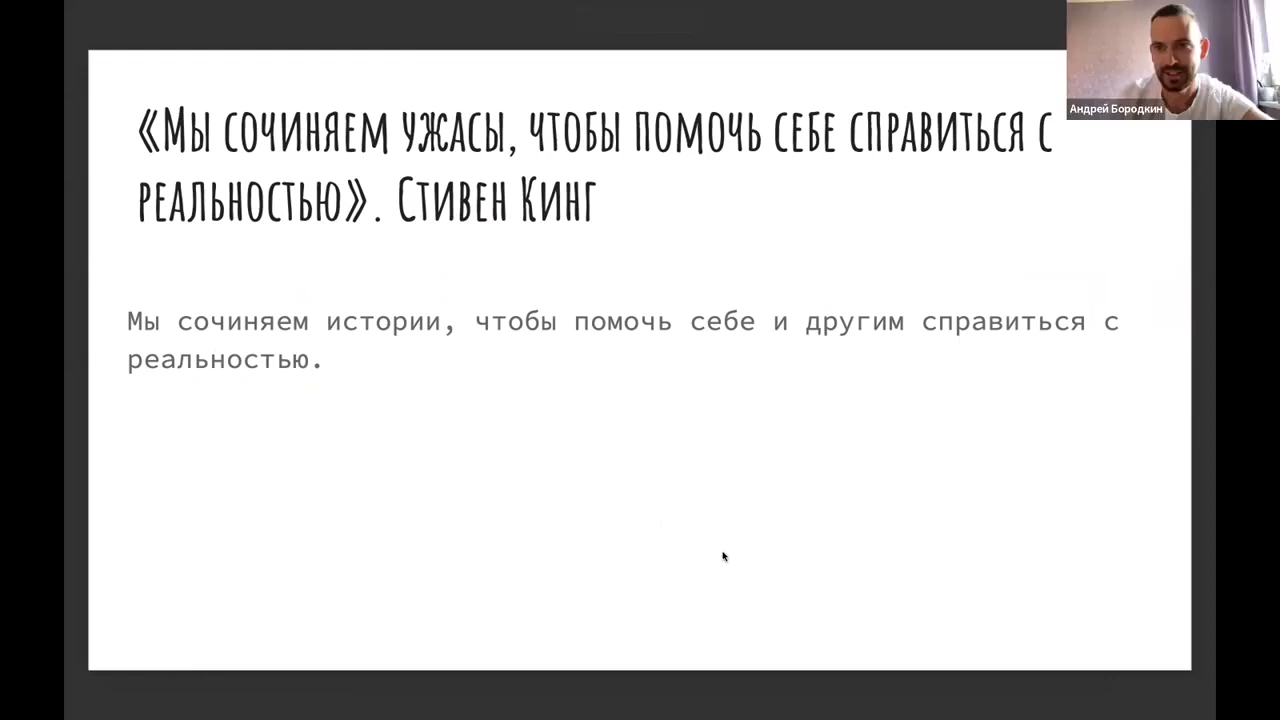 «Мы сочиняем ужасы, чтобы помочь себе справиться с
реальностью». Стивен Кинг
Мы сочиняем истории, чтобы помочь себе и другим справиться с
реальностью.
Андрей Бородкин